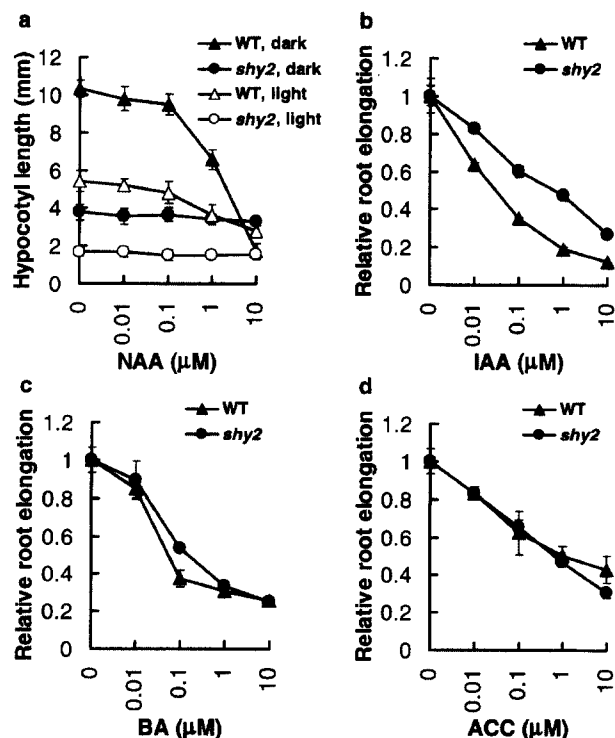 a
WT, dark
shy2, dark
WT, light
shy2, light
Hypocotyl length (mm)
12
10
8
6
4
2
0
0
0.01
0.1
1
10
NAA (μM)
b
WT
shy2
Relative root elongation
1.2
1
0.8
0.6
0.4
0.2
0
0
0.01
0.1
1
10
IAA (μM)
c
WT
shy2
Relative root elongation
1.2
1
0.8
0.6
0.4
0.2
0
0
0.01
0.1
1
10
BA (μM)
d
WT
shy2
Relative root elongation
1.2
1
0.8
0.6
0.4
0.2
0
0
0.01
0.1
1
10
ACC (μM)